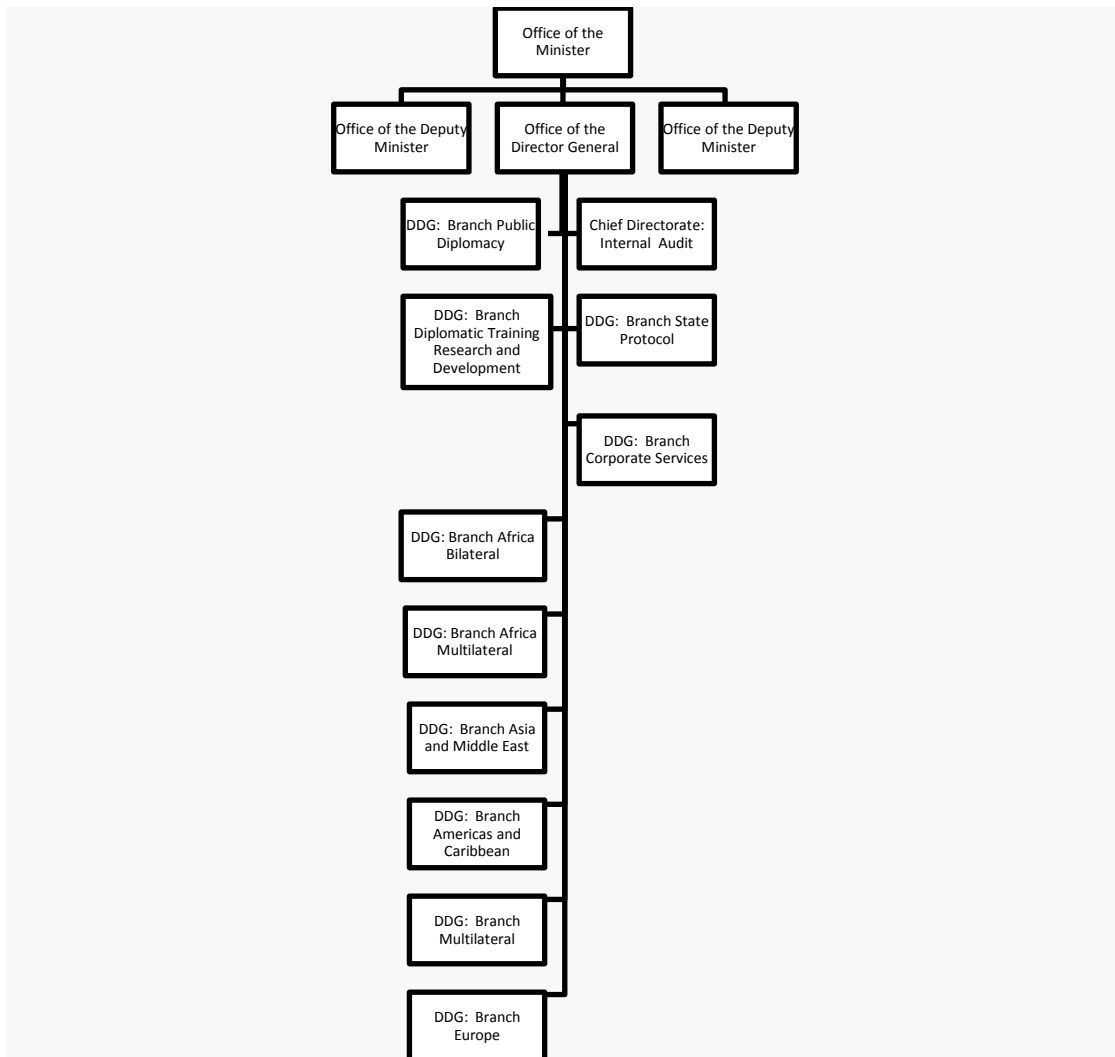 Office of the
Minister
Office of the Deputy
Minister
Office of the
Director General
Office of the Deputy
Minister
DDG:  Branch Public
Diplomacy
Chief Directorate:
Internal  Audit
DDG:  Branch
Diplomatic Training
Research and
Development
DDG:  Branch State
Protocol
DDG:  Branch
Corporate Services
DDG: Branch Africa
Bilateral
DDG: Branch Africa
Multilateral
DDG:  Branch Asia
and Middle East
DDG:  Branch
Americas and
Caribbean
DDG:  Branch
Multilateral
DDG:  Branch
Europe